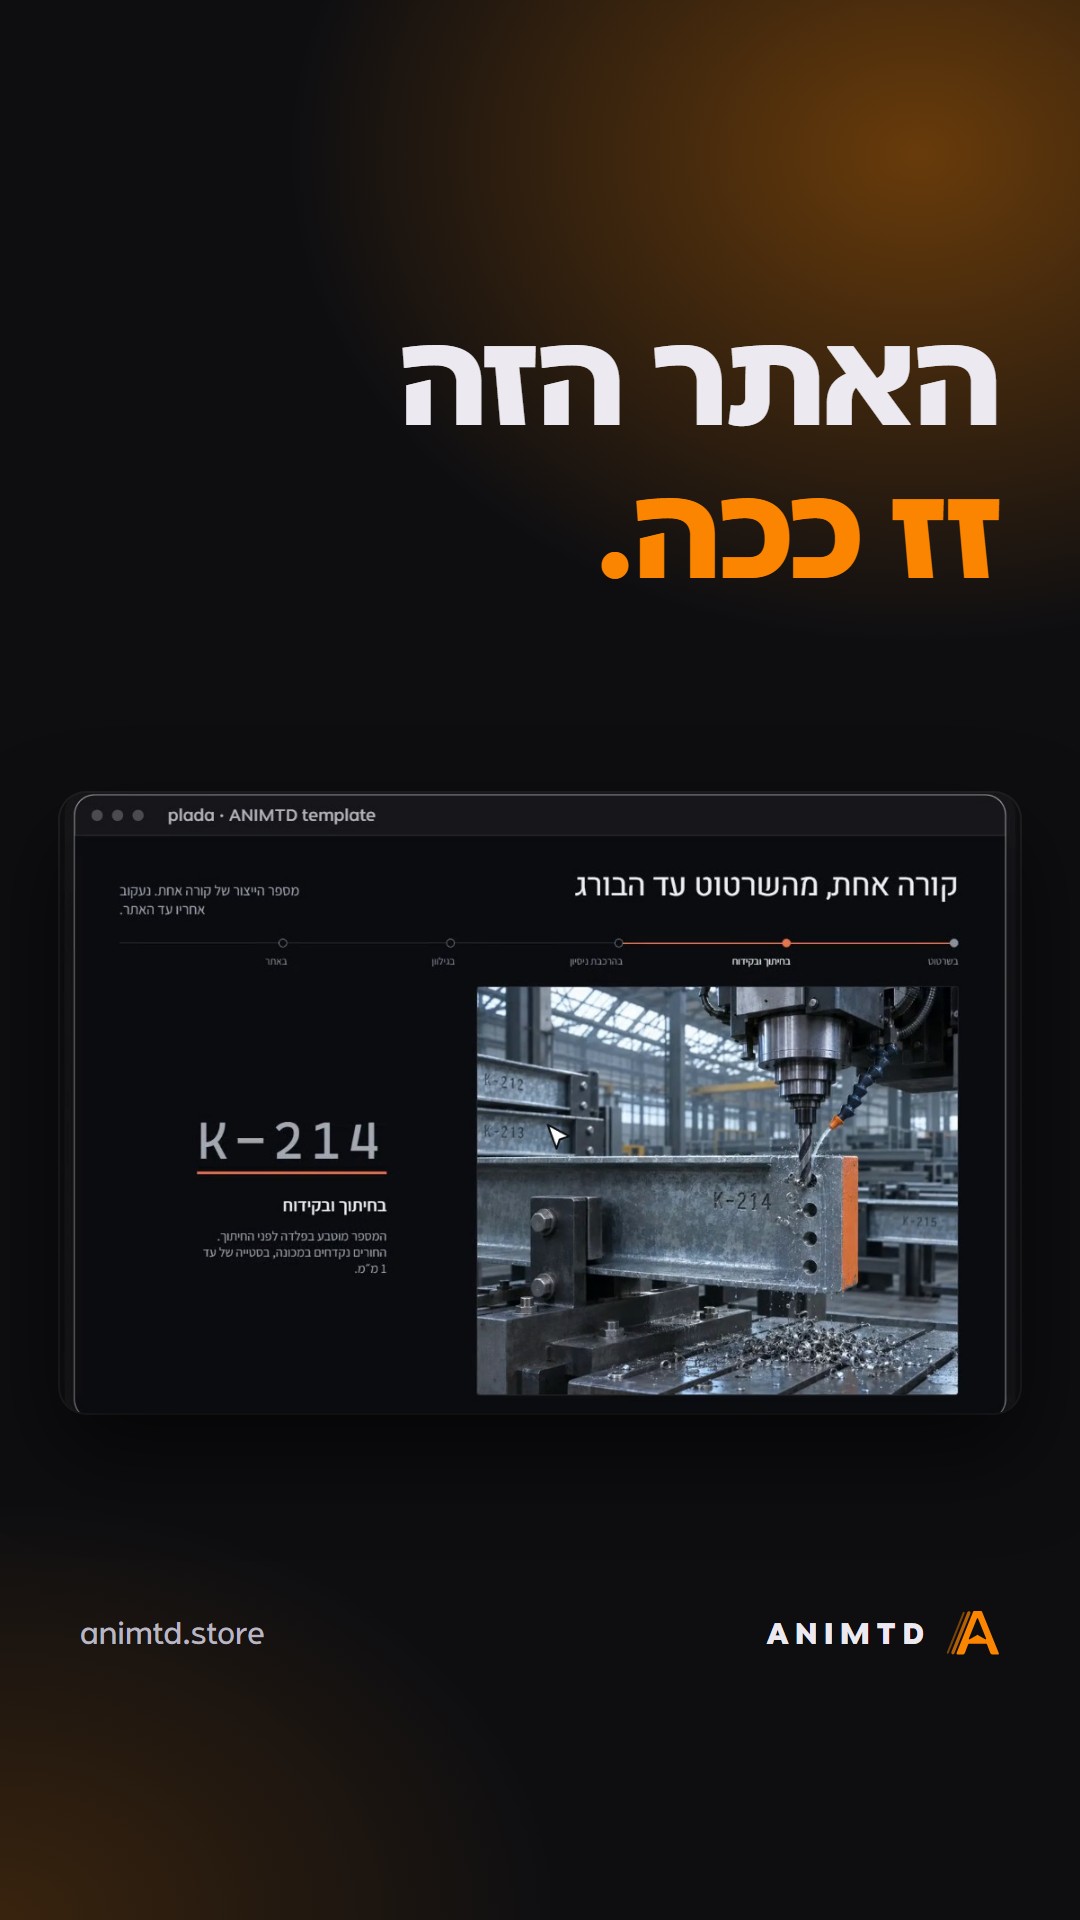 האתר הזה
זז ככה.
plada · ANIMTD template
קורה אחת, מהשרטוט עד הבורג
מספר הייצור של קורה אחת. נעקוב
אחריו עד האתר.
בשרטוט
בחיתוך ובקידוח
בהרכבת ניסיון
בגילוון
באתר
K-214
בחיתוך ובקידוח
המספר מוטבע בפלדה לפני החיתוך.
החורים נקדחים במכונה, בסטייה של עד
1 מ״מ.
K-212
K-213
K-214
K-215
ANIMTD
animtd.store